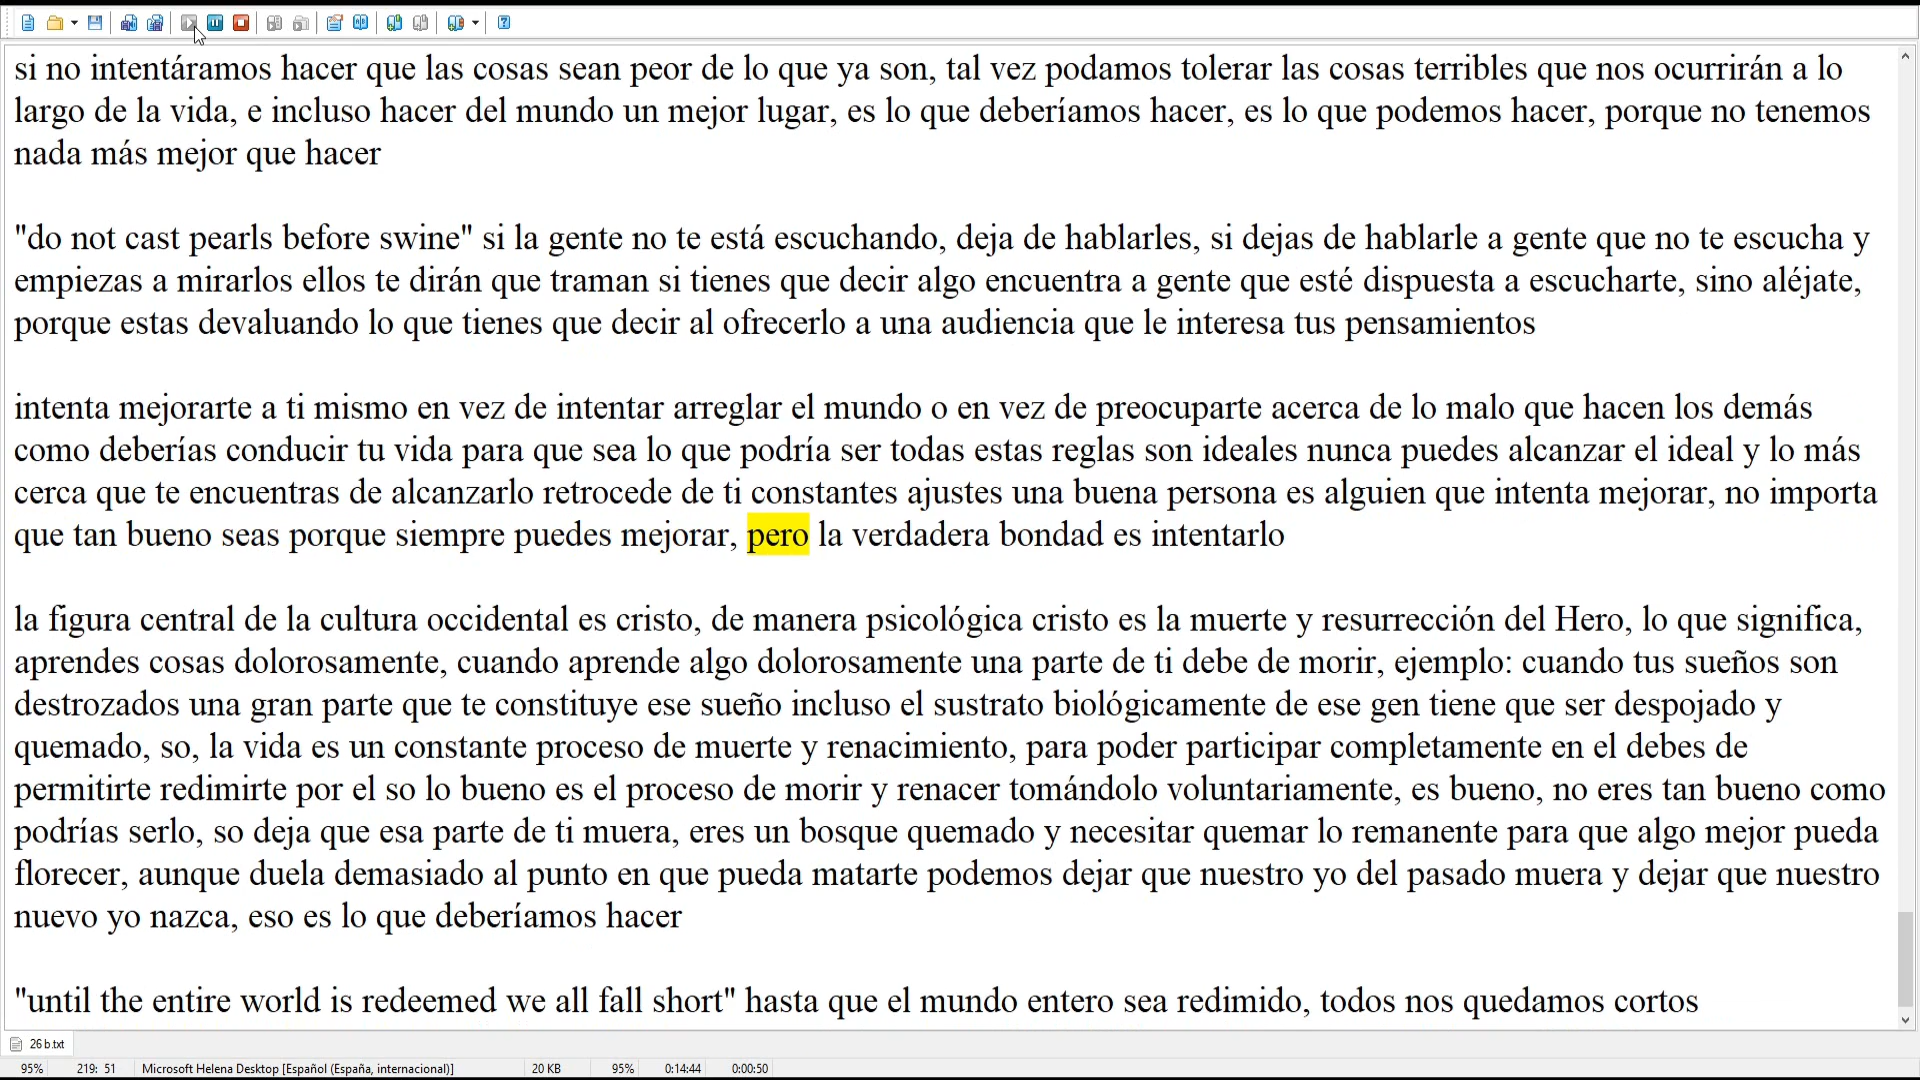 si no intentáramos hacer que las cosas sean peor de lo que ya son, tal vez podamos tolerar las cosas terribles que nos ocurrirán a lo
largo de la vida, e incluso hacer del mundo un mejor lugar, es lo que deberíamos hacer, es lo que podemos hacer, porque no tenemos
nada más mejor que hacer
"do not cast pearls before swine" si la gente no te está escuchando, deja de hablarles, si dejas de hablarle a gente que no te escucha y
empiezas a mirarlos ellos te dirán que traman si tienes que decir algo encuentra a gente que esté dispuesta a escucharte, sino aléjate,
porque estas devaluando lo que tienes que decir al ofrecerlo a una audiencia que le interesa tus pensamientos
intenta mejorarte a ti mismo en vez de intentar arreglar el mundo o en vez de preocuparte acerca de lo malo que hacen los demás
como deberías conducir tu vida para que sea lo que podría ser todas estas reglas son ideales nunca puedes alcanzar el ideal y lo más
cerca que te encuentras de alcanzarlo retrocede de ti constantes ajustes una buena persona es alguien que intenta mejorar, no importa
que tan bueno seas porque siempre puedes mejorar, pero la verdadera bondad es intentarlo
la figura central de la cultura occidental es cristo, de manera psicológica cristo es la muerte y resurrección del Hero, lo que significa,
aprendes cosas dolorosamente, cuando aprende algo dolorosamente una parte de ti debe de morir, ejemplo: cuando tus sueños son
destrozados una gran parte que te constituye ese sueño incluso el sustrato biológicamente de ese gen tiene que ser despojado y
quemado, so, la vida es un constante proceso de muerte y renacimiento, para poder participar completamente en el debes de
permitirte redimirte por el so lo bueno es el proceso de morir y renacer tomándolo voluntariamente, es bueno, no eres tan bueno como
podrías serlo, so deja que esa parte de ti muera, eres un bosque quemado y necesitar quemar lo remanente para que algo mejor pueda
florecer, aunque duela demasiado al punto en que pueda matarte podemos dejar que nuestro yo del pasado muera y dejar que nuestro
nuevo yo nazca, eso es lo que deberíamos hacer
"until the entire world is redeemed we all fall short" hasta que el mundo entero sea redimido, todos nos quedamos cortos
26 b.txt
95% 219: 51 Microsoft Helena Desktop [Español (España, internacional)] 20 KB 95% 0:14:44 0:00:50